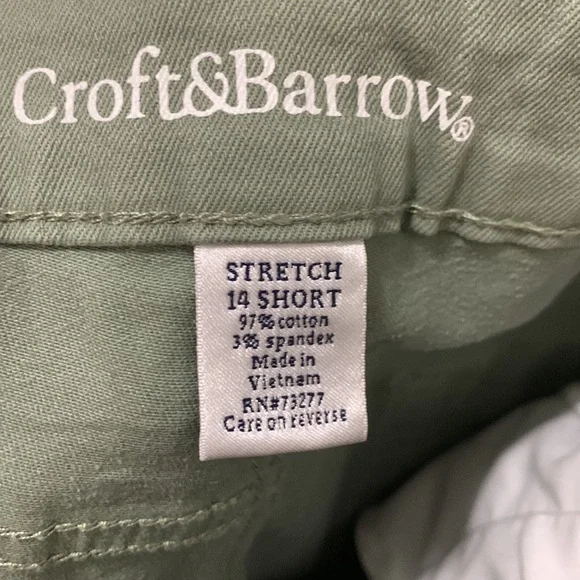 Croft&Barrow®
STRETCH
14 SHORT
97% cotton
3% spandex
Made in
Vietnam
RN#73277
Care on reverse